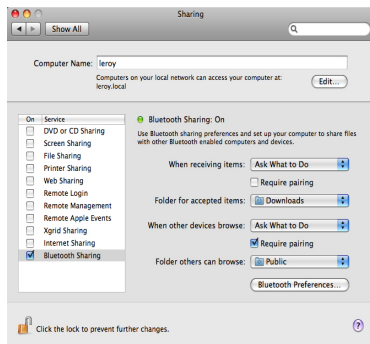 Sharing
Show All
Computer Name: leroy
Computers on your local network can access your computer at:
leroy.local
Edit...
On Service
DVD or CD Sharing
Screen Sharing
File Sharing
Printer Sharing
Web Sharing
Remote Login
Remote Management
Remote Apple Events
Xgrid Sharing
Internet Sharing
Bluetooth Sharing
Bluetooth Sharing: On
Use Bluetooth sharing preferences and set up your computer to share files
with other Bluetooth enabled computers and devices.
When receiving items: Ask What to Do
Require pairing
Folder for accepted items: Downloads
When other devices browse: Ask What to Do
Require pairing
Folder others can browse: Public
Bluetooth Preferences...
Click the lock to prevent further changes.
?